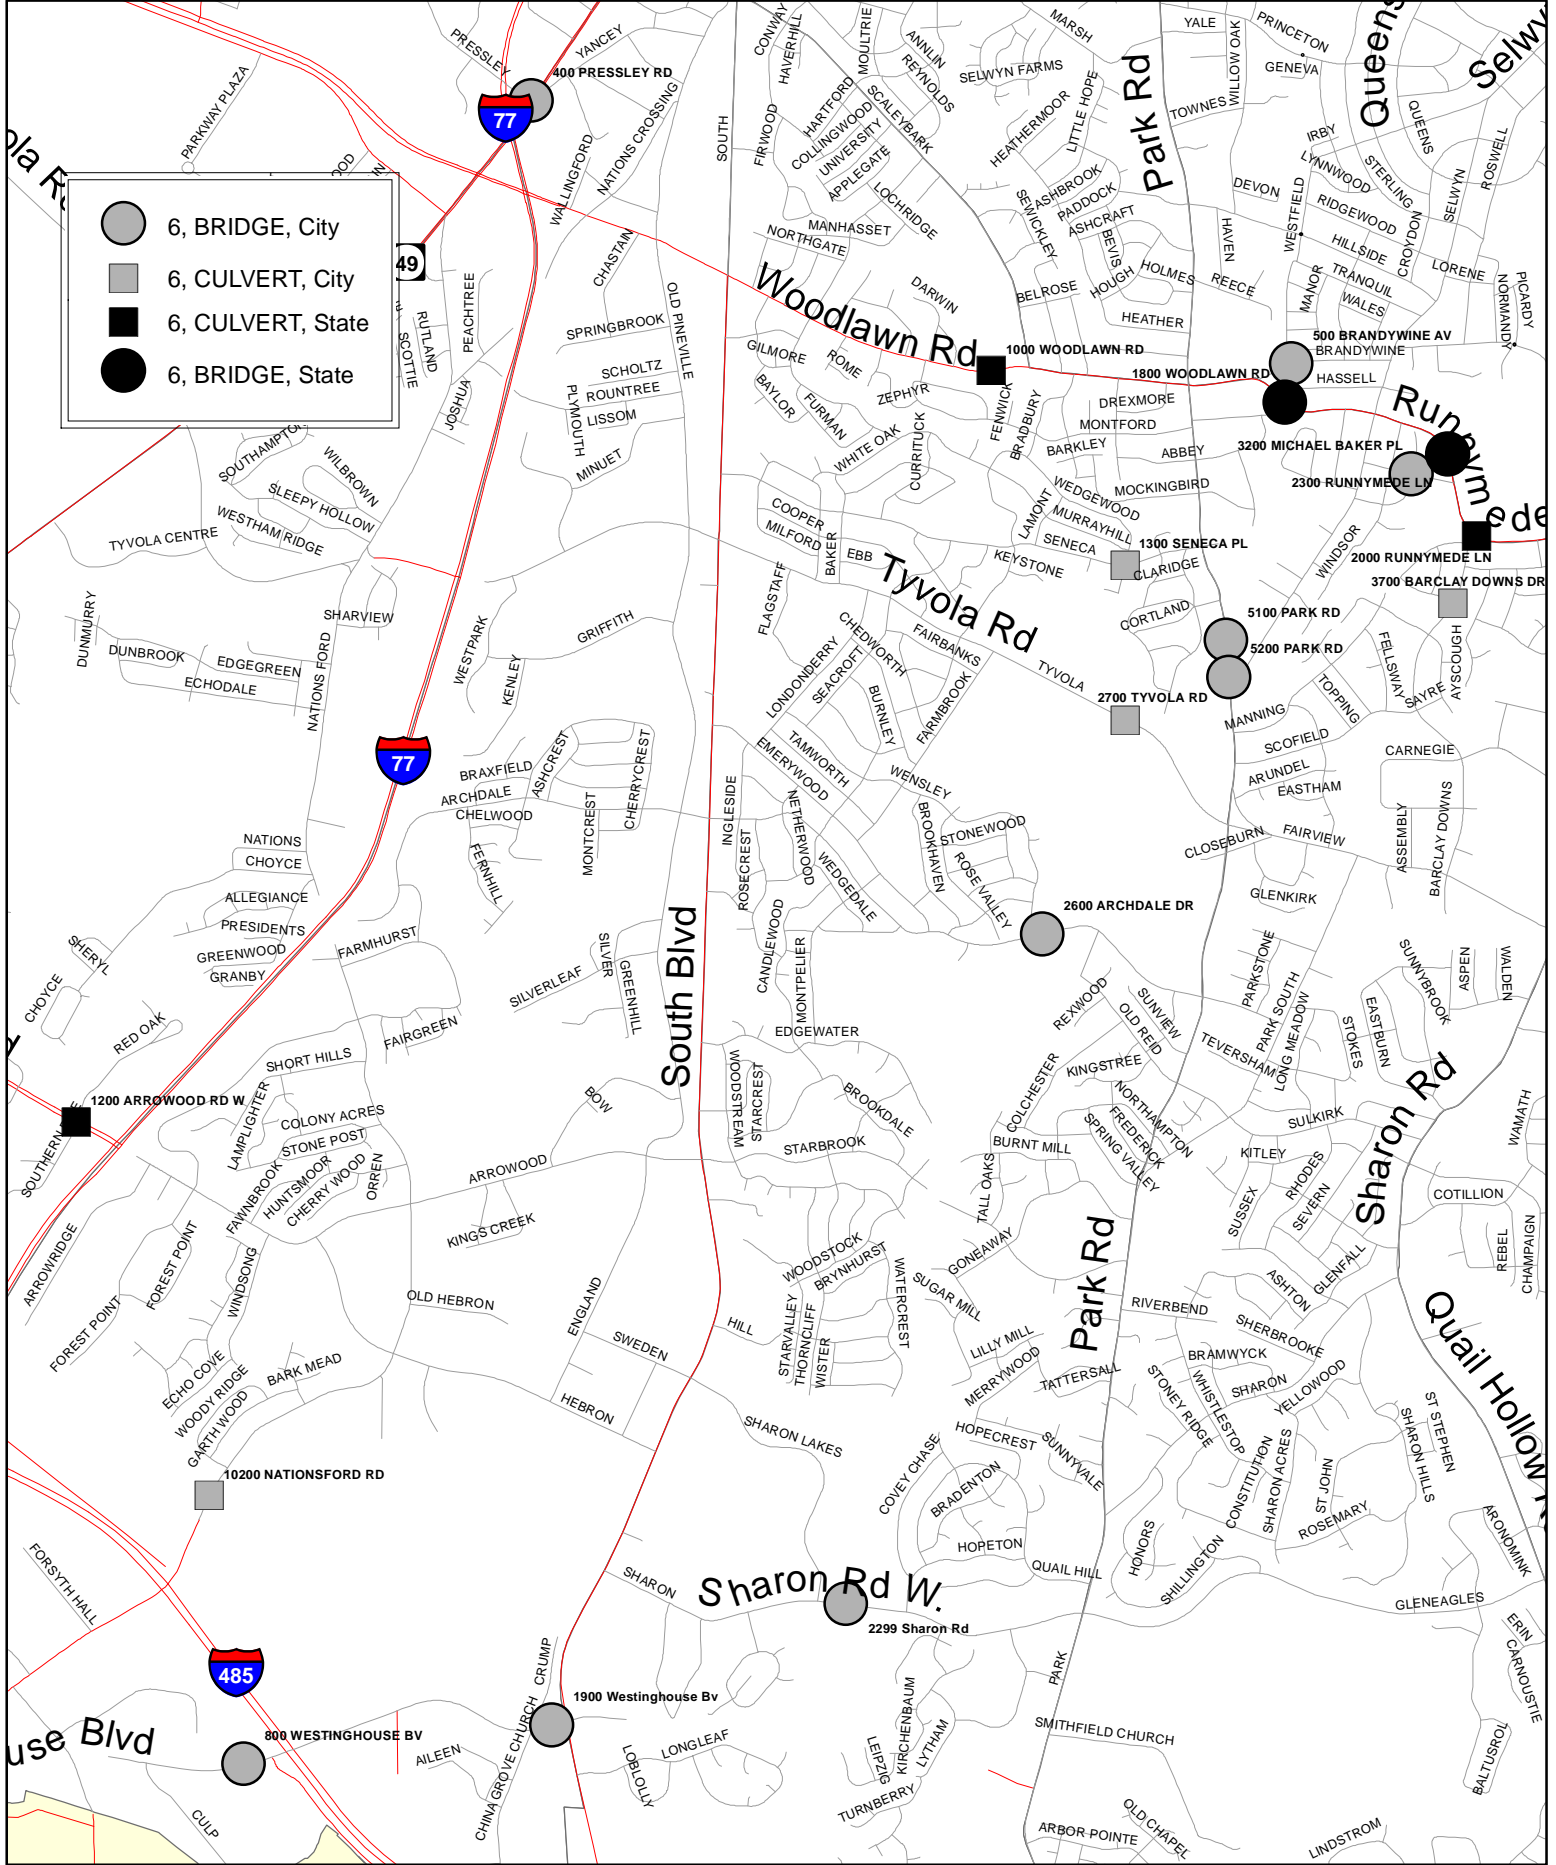 6, BRIDGE, City
6, CULVERT, City
6, CULVERT, State
6, BRIDGE, State
PRESSLEY
YANCEY
400 PRESSLEY RD
77
PARKWAY PLAZA
NATIONS CROSSING
WALLINGFORD
SOUTH
CONWAY
HAVERHILL
MOULTRIE
ANNLIN
REYNOLDS
SELWYN FARMS
MARSH
Park Rd
YALE
PRINCETON
WILLOW OAK
GENEVA
Queens
Selwy
ola R
OOD
IN
FIRWOOD
HARTFORD
COLLINGWOOD
UNIVERSITY
APPLEGATE
SCALEYBARK
LOCHRIDGE
HEATHERMOOR
LITTLE HOPE
TOWNES
IRBY
QUEENS
LYNNWOOD
STERLING
ROSWELL
SELWYN
MANHASSET
NORTHGATE
SEWICKLEY
ASHBROOK
PADDOCK
ASHCRAFT
BEVIS
HOUGH
HOLMES
DEVON
HAVEN
REECE
WESTFIELD
RIDGEWOOD
HILLSIDE
CROYDON
TRANQUIL
WALES
MANOR
LORENE
NORMANDY
PICARDY
49
CHASTAIN
PEACHTREE
RUTLAND
SCOTTIE
JOSHUA
OLD PINEVILLE
SPRINGBROOK
SCHOLTZ
ROUNTREE
LISSOM
PLYMOUTH
MINUET
Woodlawn Rd
DARWIN
BELROSE
HEATHER
1000 WOODLAWN RD
1800 WOODLAWN RD
500 BRANDYWINE AV
BRANDYWINE
HASSELL
Runnymede
GILMORE
ROME
ZEPHYR
BAYLOR
FURMAN
WHITE OAK
CURRITUCK
FENWICK
BRADBURY
DREXMORE
MONTFORD
BARKLEY
ABBEY
3200 MICHAEL BAKER PL
2300 RUNNYMEDE LN
MOCKINGBIRD
WEDGEWOOD
MURRAYHILL
LAMONT
SENECA
KEYSTONE
1300 SENECA PL
CLARIDGE
CORTLAND
WINDSOR
2000 RUNNYMEDE LN
3700 BARCLAY DOWNS DR
SOUTHAMPTON
WILBROWN
SLEEPY HOLLOW
WESTHAM RIDGE
TYVOLA CENTRE
COOPER
MILFORD
EBB
BAKER
FLAGSTAFF
Tyvola Rd
SHARVIEW
DUNMURRY
DUNBROOK
EDGEGREEN
ECHODALE
NATIONS FORD
WESTPARK
GRIFFITH
KENLEY
LONDONDERRY
CHEDWORTH
SEACROFT
FAIRBANKS
BURNLEY
FARMBROOK
TYVOLA
5100 PARK RD
5200 PARK RD
2700 TYVOLA RD
MANNING
TOPPING
FELLSWAY
SAYRE
AYSCOUGH
SCOFIELD
ARUNDEL
EASTHAM
CARNEGIE
77
BRAXFIELD
ARCHDALE
CHELWOOD
ASHCREST
CHERRYCREST
MONTCREST
FERNHILL
INGLESIDE
EMERYWOOD
TAMWORTH
NETHERWOOD
WENSLEY
BROOKHAVEN
STONEWOOD
ROSE VALLEY
ROSECREST
WEDGEDALE
CLOSEBURN
FAIRVIEW
ASSEMBLY
BARCLAY DOWNS
GLENKIRK
NATIONS
CHOYCE
ALLEGIANCE
PRESIDENTS
GREENWOOD
GRANBY
FARMHURST
SHERYL
CHOYCE
RED OAK
SILVERLEAF
SILVER
GREENHILL
South Blvd
CANDLEWOOD
MONTPELIER
2600 ARCHDALE DR
REXWOOD
SUNVIEW
OLD REID
PARKSTONE
PARK SOUTH
LONG MEADOW
STOKES
EASTBURN
SUNNYBROOK
ASPEN
WALDEN
EDGEWATER
FAIRGREEN
SHORT HILLS
LAMPLIGHTER
COLONY ACRES
STONE POST
1200 ARROWOOD RD W
BOW
WOODSTREAM
STARCREST
BROOKDALE
COLCHESTER
KINGSTREE
TEVERSHAM
SULKIRK
Sharon Rd
WAMATH
NORTHAMPTON
FREDERICK
SPRING VALLEY
BURNT MILL
STARBROOK
ARROWOOD
KINGS CREEK
FAWNBROOK
HUNTSMOOR
CHERRY WOOD
ORREN
TALL OAKS
KITLEY
RHODES
SEVERN
SUSSEX
COTILLION
REBEL
CHAMPAIGN
ARROWRIDGE
FOREST POINT
FOREST POINT
WINDSONG
GONEAWAY
Park Rd
WOODSTOCK
BRYNHURST
WATERCREST
SUGAR MILL
GLENFALL
ASHTON
RIVERBEND
SHERBROOKE
OLD HEBRON
ENGLAND
SWEDEN
HILL
STARVALLEY
THORNCLIFF
WISTER
LILLY MILL
MERRYWOOD
TATTERSALL
BRAMWYCK
SHARON
YELLOWOOD
STONEY RIDGE
WHISTLESTOP
Quail Hollow
ECHO COVE
WOODY RIDGE
GARTH WOOD
BARK MEAD
HEBRON
SHARON LAKES
HOPECREST
SUNNYVALE
COVEY CHASE
BRADENTON
CONSTITUTION
SHARON ACRES
ST JOHN
ROSEMARY
SHARON HILLS
ST STEPHEN
10200 NATIONSFORD RD
HOPETON
QUAIL HILL
HONORS
SHILLINGTON
ARONOMINK
FORSYTH HALL
SHARON
Sharon Rd W.
2299 Sharon Rd
GLENEAGLES
ERIN
CARNOUSTIE
485
CRUMP
1900 Westinghouse Bv
800 WESTINGHOUSE BV
use Blvd
AILEEN
CHINA GROVE CHURCH
LOBLOLLY
LONGLEAF
LEIPZIG
KIRCHENBAUM
LYTHAM
TURNBERRY
PARK
SMITHFIELD CHURCH
BALTUSROL
CULP
ARBOR POINTE
OLD CHAPEL
LINDSTROM